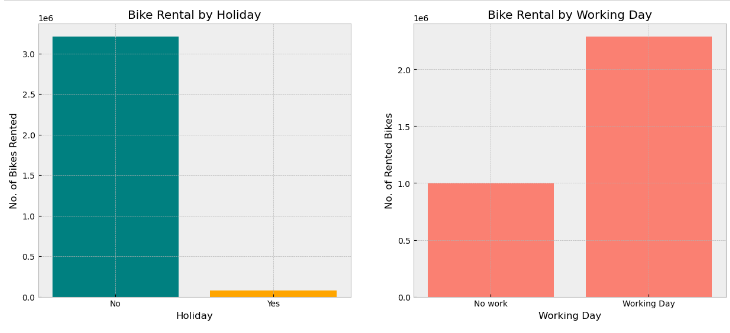 Bike Rental by Holiday
1e6
3.0
2.5
2.0
1.5
1.0
0.5
0.0
No. of Bikes Rented
No
Yes
Holiday
Bike Rental by Working Day
1e6
2.0
1.5
1.0
0.5
0.0
No. of Rented Bikes
No work
Working Day
Working Day